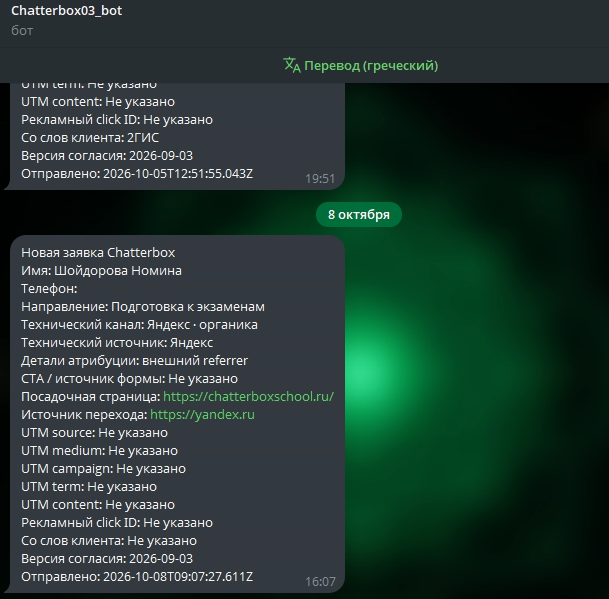 Chatterbox03_bot
бот
Перевод (греческий)
UTM term: Не указано
UTM content: Не указано
Рекламный click ID: Не указано
Со слов клиента: 2ГИС
Версия согласия: 2026-09-03
Отправлено: 2026-10-05T12:51:55.043Z
19:51
8 октября
Новая заявка Chatterbox
Имя: Шойдорова Номина
Телефон:
Направление: Подготовка к экзаменам
Технический канал: Яндекс · органика
Технический источник: Яндекс
Детали атрибуции: внешний referrer
CTA / источник формы: Не указано
Посадочная страница: https://chatterboxschool.ru/
Источник перехода: https://yandex.ru
UTM source: Не указано
UTM medium: Не указано
UTM campaign: Не указано
UTM term: Не указано
UTM content: Не указано
Рекламный click ID: Не указано
Со слов клиента: Не указано
Версия согласия: 2026-09-03
Отправлено: 2026-10-08T09:07:27.611Z
16:07